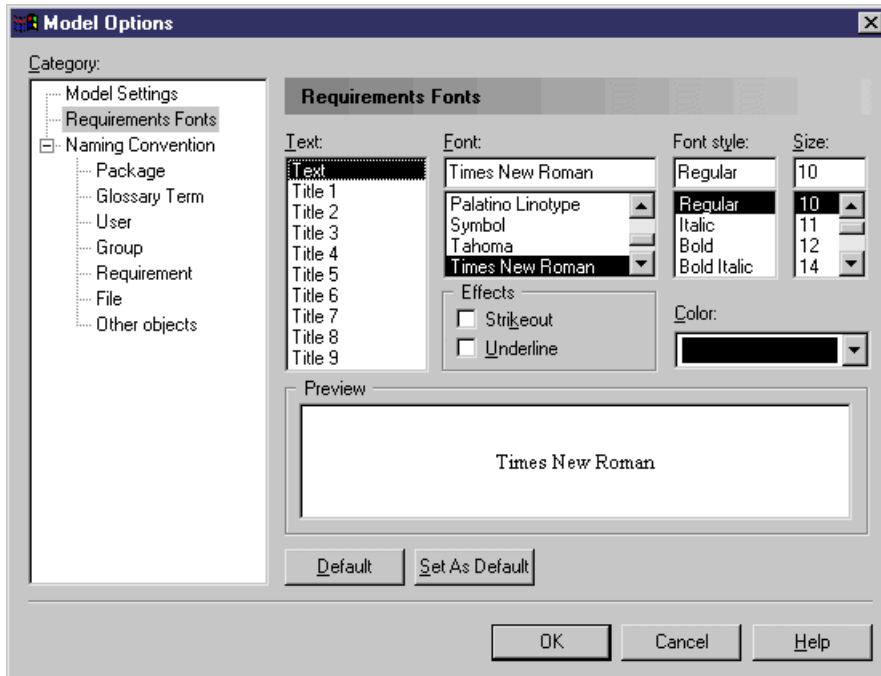 Model Options
Category:
Model Settings
Requirements Fonts
Naming Convention
Package
Glossary Term
User
Group
Requirement
File
Other objects
Requirements Fonts
Text:
Text
Title 1
Title 2
Title 3
Title 4
Title 5
Title 6
Title 7
Title 8
Title 9
Font:
Times New Roman
Palatino Linotype
Symbol
Tahoma
Times New Roman
Font style:
Regular
Regular
Italic
Bold
Bold Italic
Size:
10
10
11
12
14
Effects
Strikeout
Underline
Color:
Preview
Times New Roman
Default
Set As Default
OK
Cancel
Help